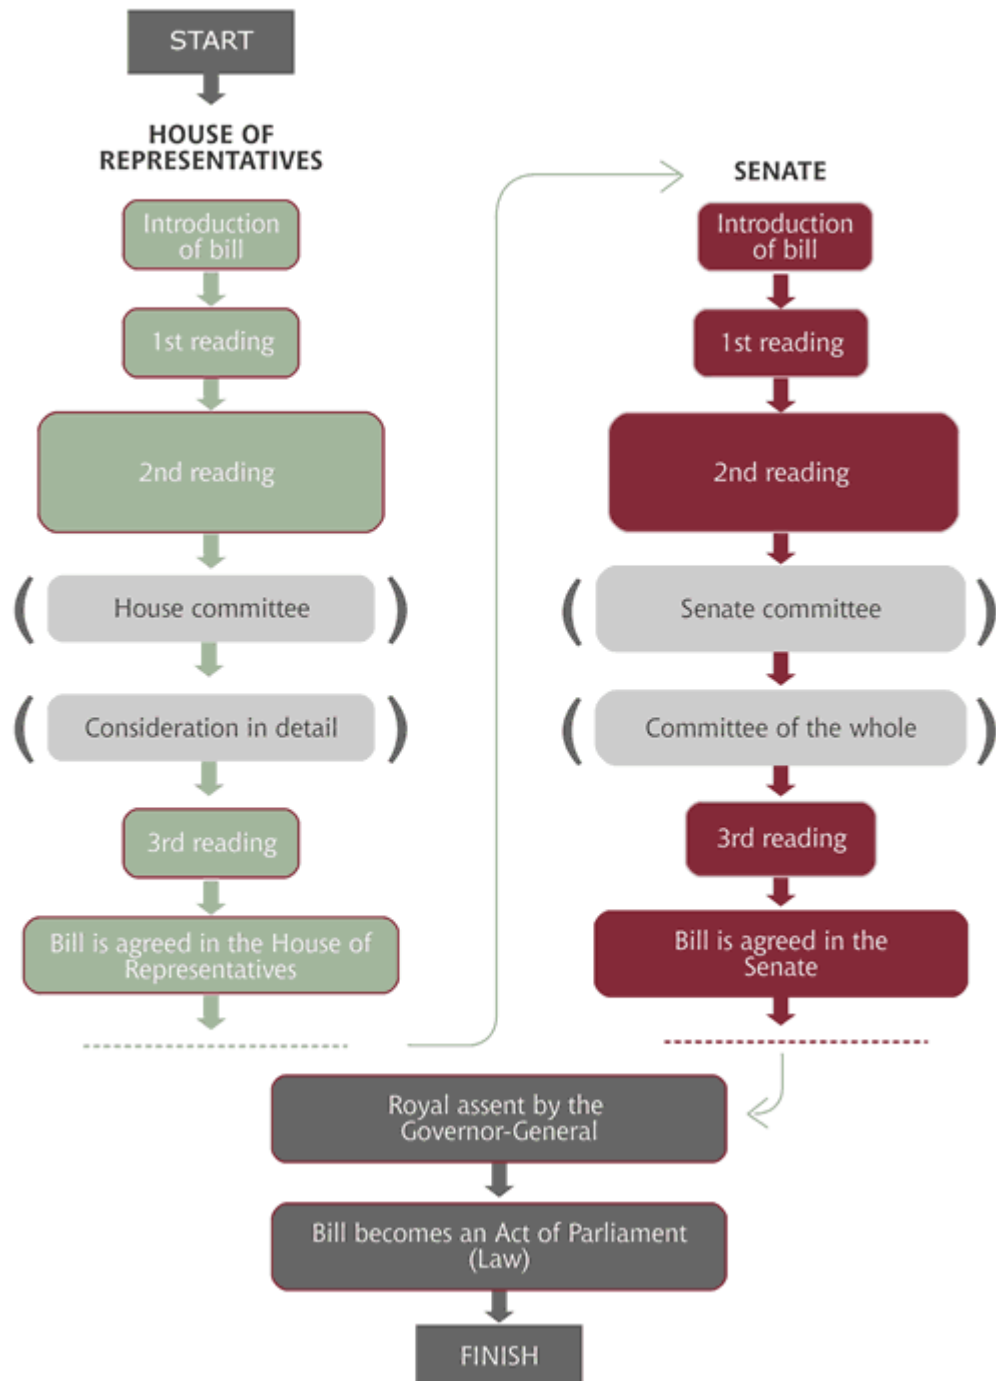 START
HOUSE OF
REPRESENTATIVES
Introduction
of bill
1st reading
2nd reading
( House committee )
( Consideration in detail )
3rd reading
Bill is agreed in the House of
Representatives
SENATE
Introduction
of bill
1st reading
2nd reading
( Senate committee )
( Committee of the whole )
3rd reading
Bill is agreed in the
Senate
Royal assent by the
Governor-General
Bill becomes an Act of Parliament
(Law)
FINISH